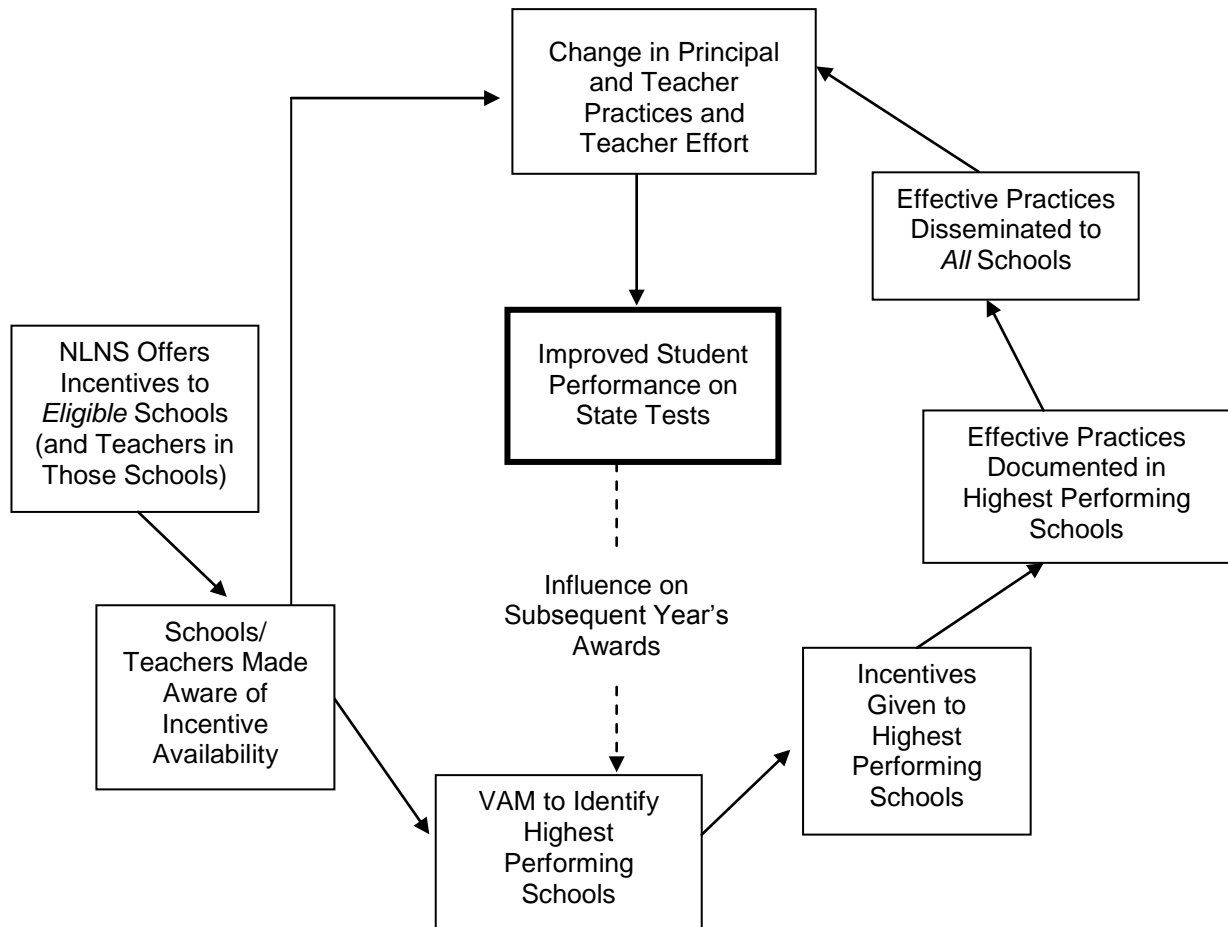 Change in Principal
and Teacher
Practices and
Teacher Effort
Effective Practices
Disseminated to
All Schools
NLNS Offers
Incentives to
Eligible Schools
(and Teachers in
Those Schools)
Improved Student
Performance on
State Tests
Effective Practices
Documented in
Highest Performing
Schools
Influence on
Subsequent Year's
Awards
Schools/
Teachers Made
Aware of
Incentive
Availability
Incentives
Given to
Highest
Performing
Schools
VAM to Identify
Highest
Performing
Schools